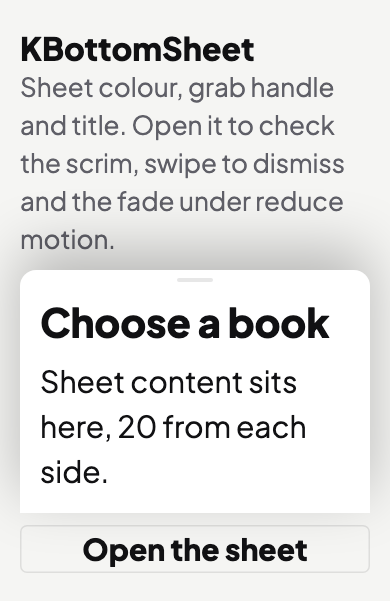 KBottomSheet
Sheet colour, grab handle
and title. Open it to check
the scrim, swipe to dismiss
and the fade under reduce
motion.
Choose a book
Sheet content sits
here, 20 from each
side.
Open the sheet